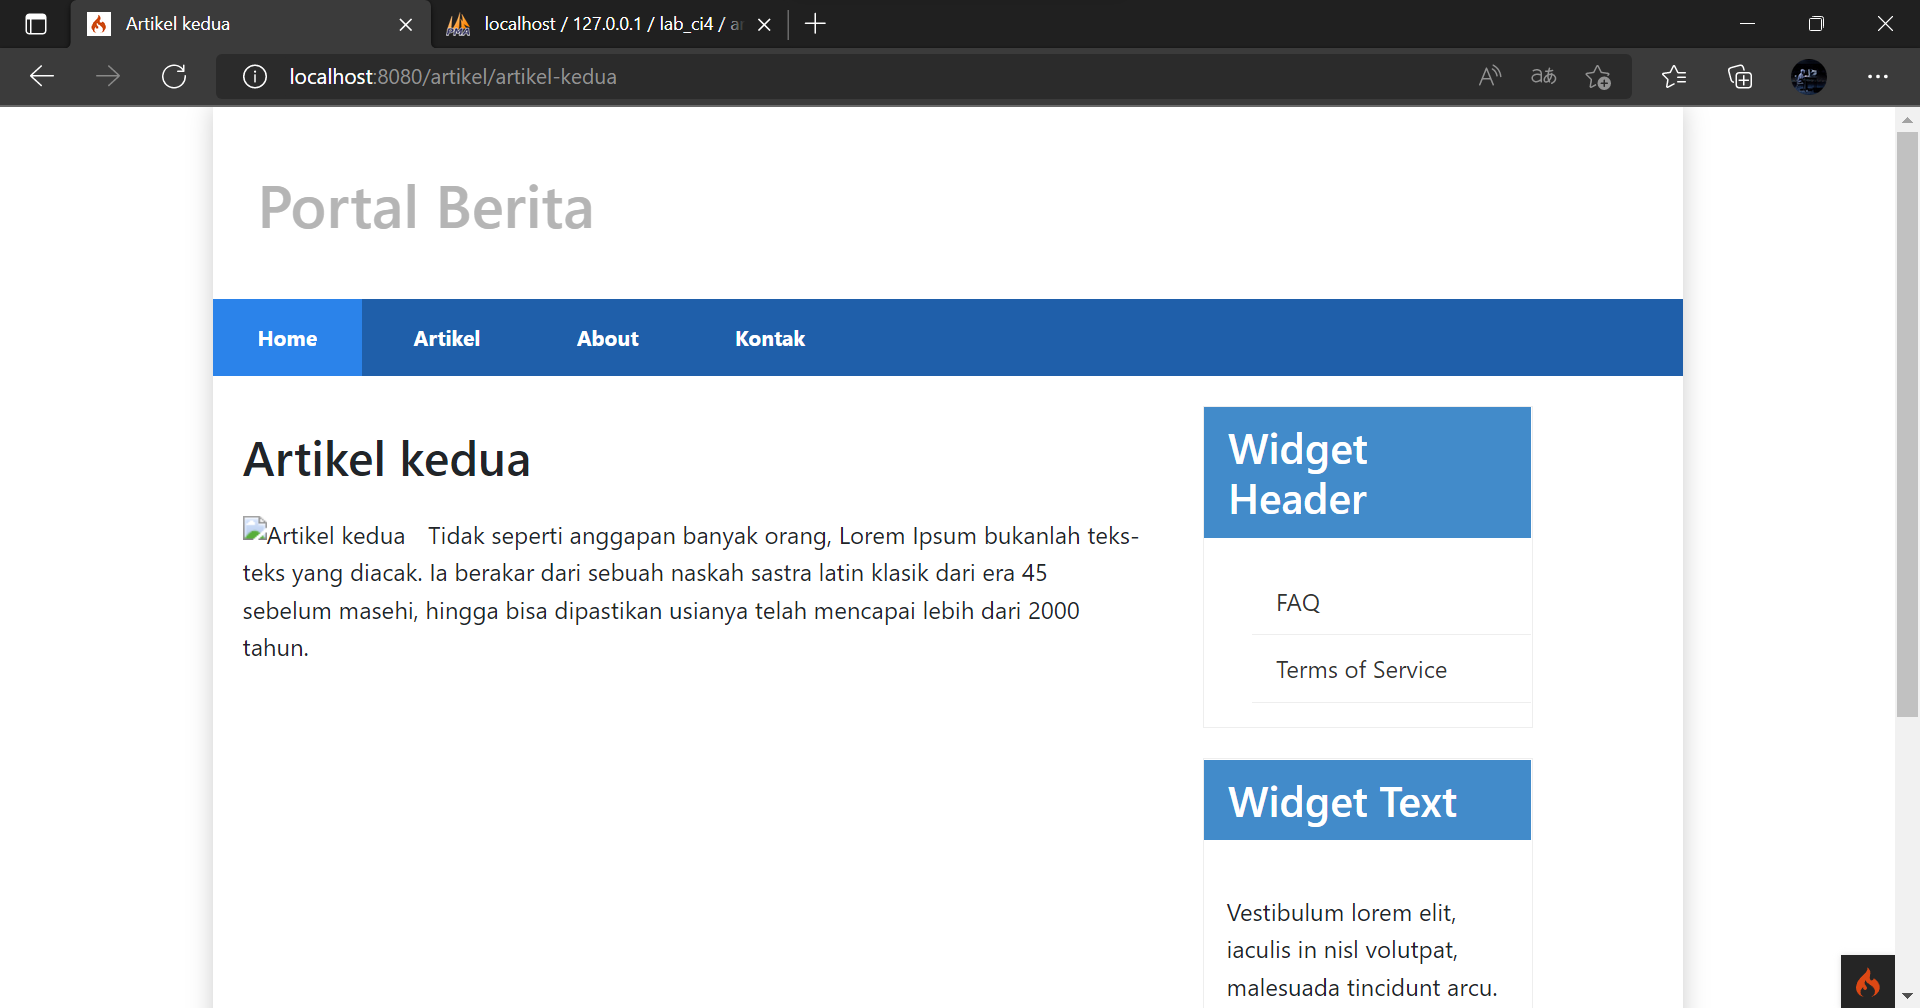 Artikel kedua
localhost / 127.0.0.1 / lab_ci4 / a
localhost:8080/artikel/artikel-kedua
Portal Berita
Home
Artikel
About
Kontak
Artikel kedua
Artikel kedua Tidak seperti anggapan banyak orang, Lorem Ipsum bukanlah teks-
teks yang diacak. Ia berakar dari sebuah naskah sastra latin klasik dari era 45
sebelum masehi, hingga bisa dipastikan usianya telah mencapai lebih dari 2000
tahun.
Widget
Header
FAQ
Terms of Service
Widget Text
Vestibulum lorem elit,
iaculis in nisl volutpat,
malesuada tincidunt arcu.